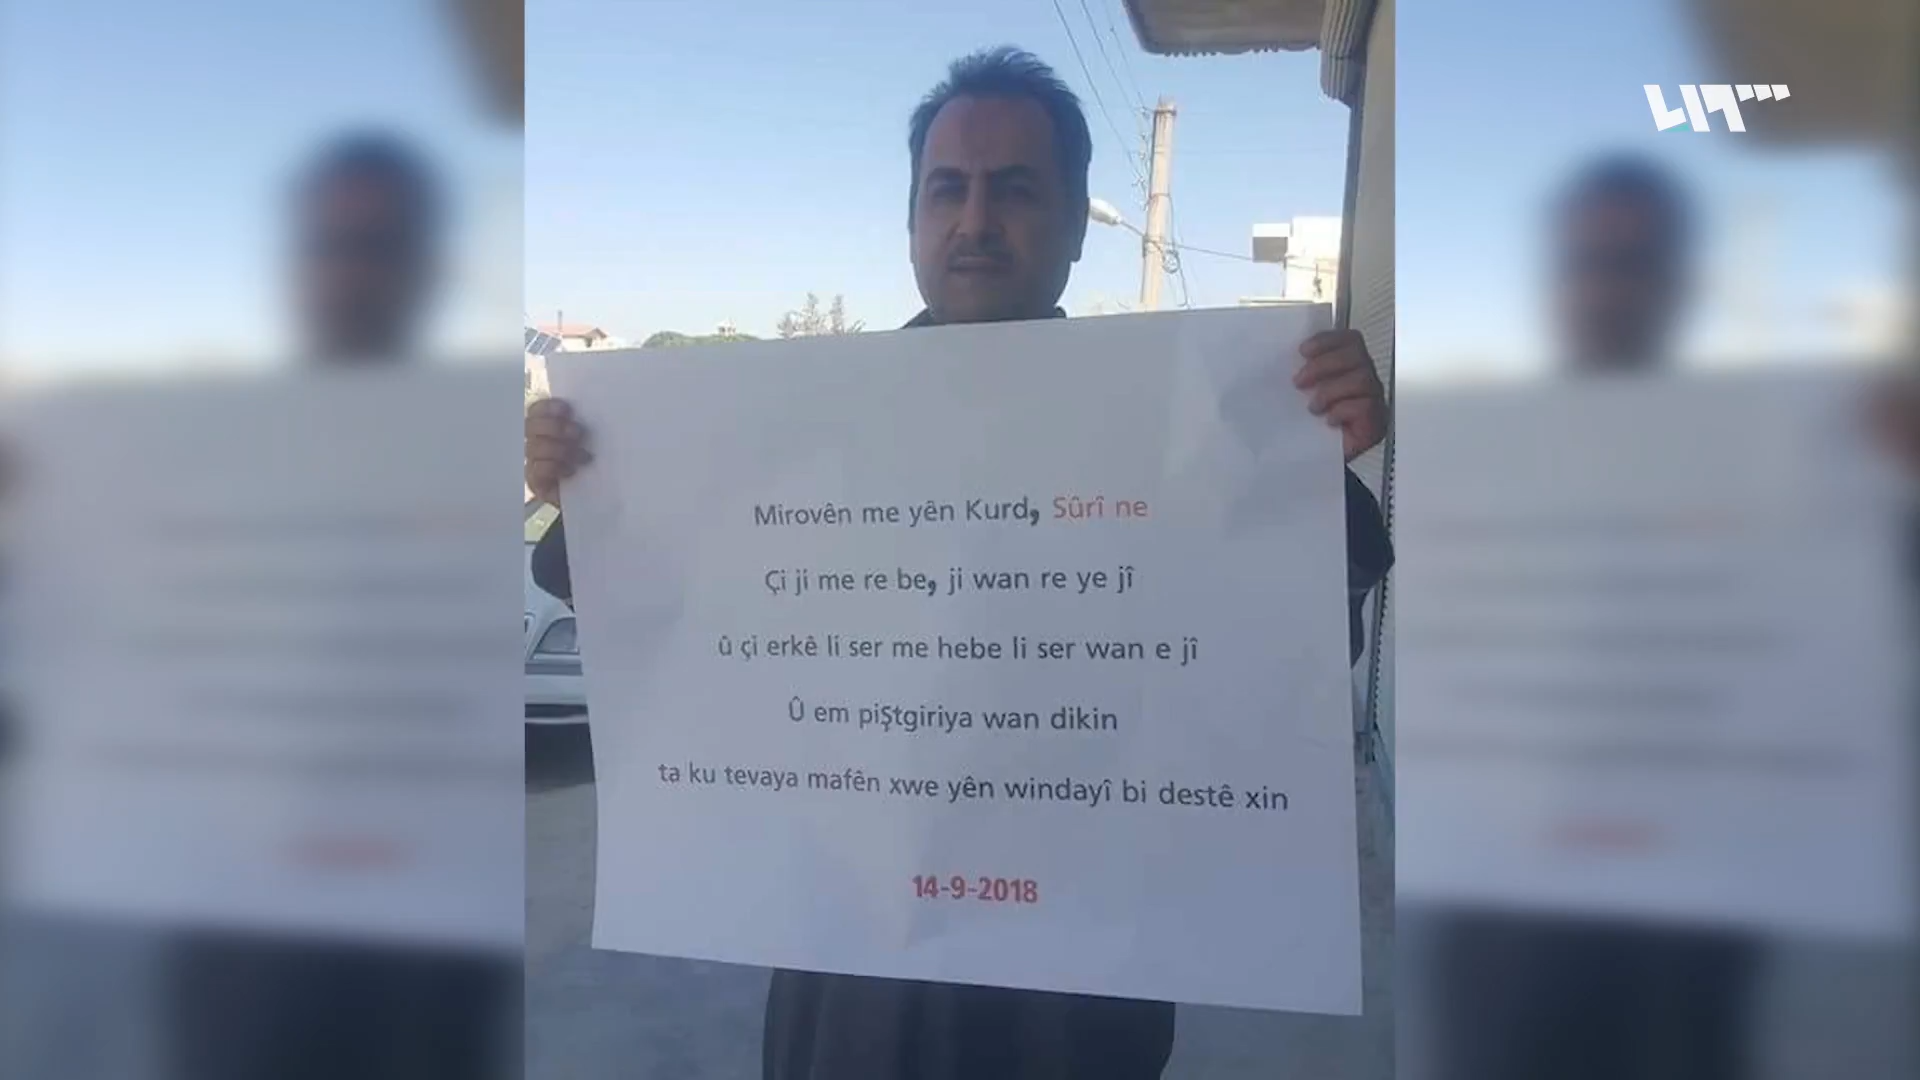 Mirovên me yên Kurd, Sûrî ne
Çi ji me re be, ji wan re ye jî
û çi erkê li ser me hebe li ser wan e jî
Û em piştgiriya wan dikin
ta ku tevaya mafên xwe yên windayî bi destê xin
14-9-2018